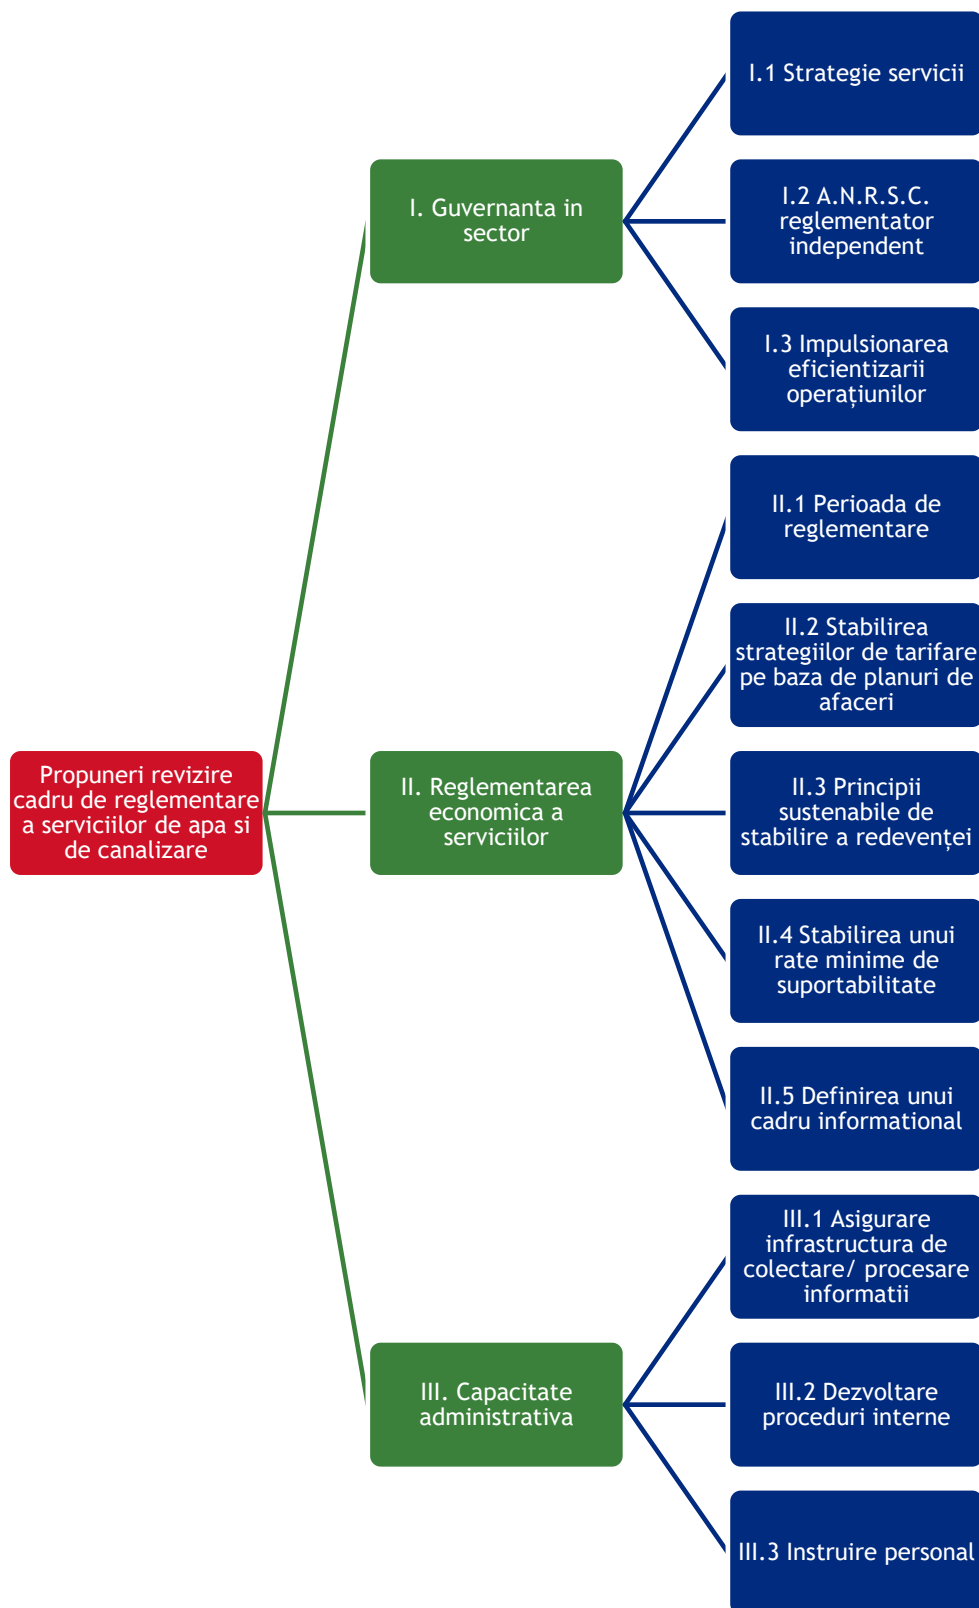 Propuneri revizire
cadru de reglementare
a serviciilor de apa si
de canalizare
I. Guvernanta in
sector
I.1 Strategie servicii
I.2 A.N.R.S.C.
reglementator
independent
I.3 Impulsionarea
eficientizarii
operațiunilor
II. Reglementarea
economica a
serviciilor
II.1 Perioada de
reglementare
II.2 Stabilirea
strategiilor de tarifare
pe baza de planuri de
afaceri
II.3 Principii
sustenabile de
stabilire a redevenței
II.4 Stabilirea unui
rate minime de
suportabilitate
II.5 Definirea unui
cadru informational
III. Capacitate
administrativa
III.1 Asigurare
infrastructura de
colectare/ procesare
informatii
III.2 Dezvoltare
proceduri interne
III.3 Instruire personal